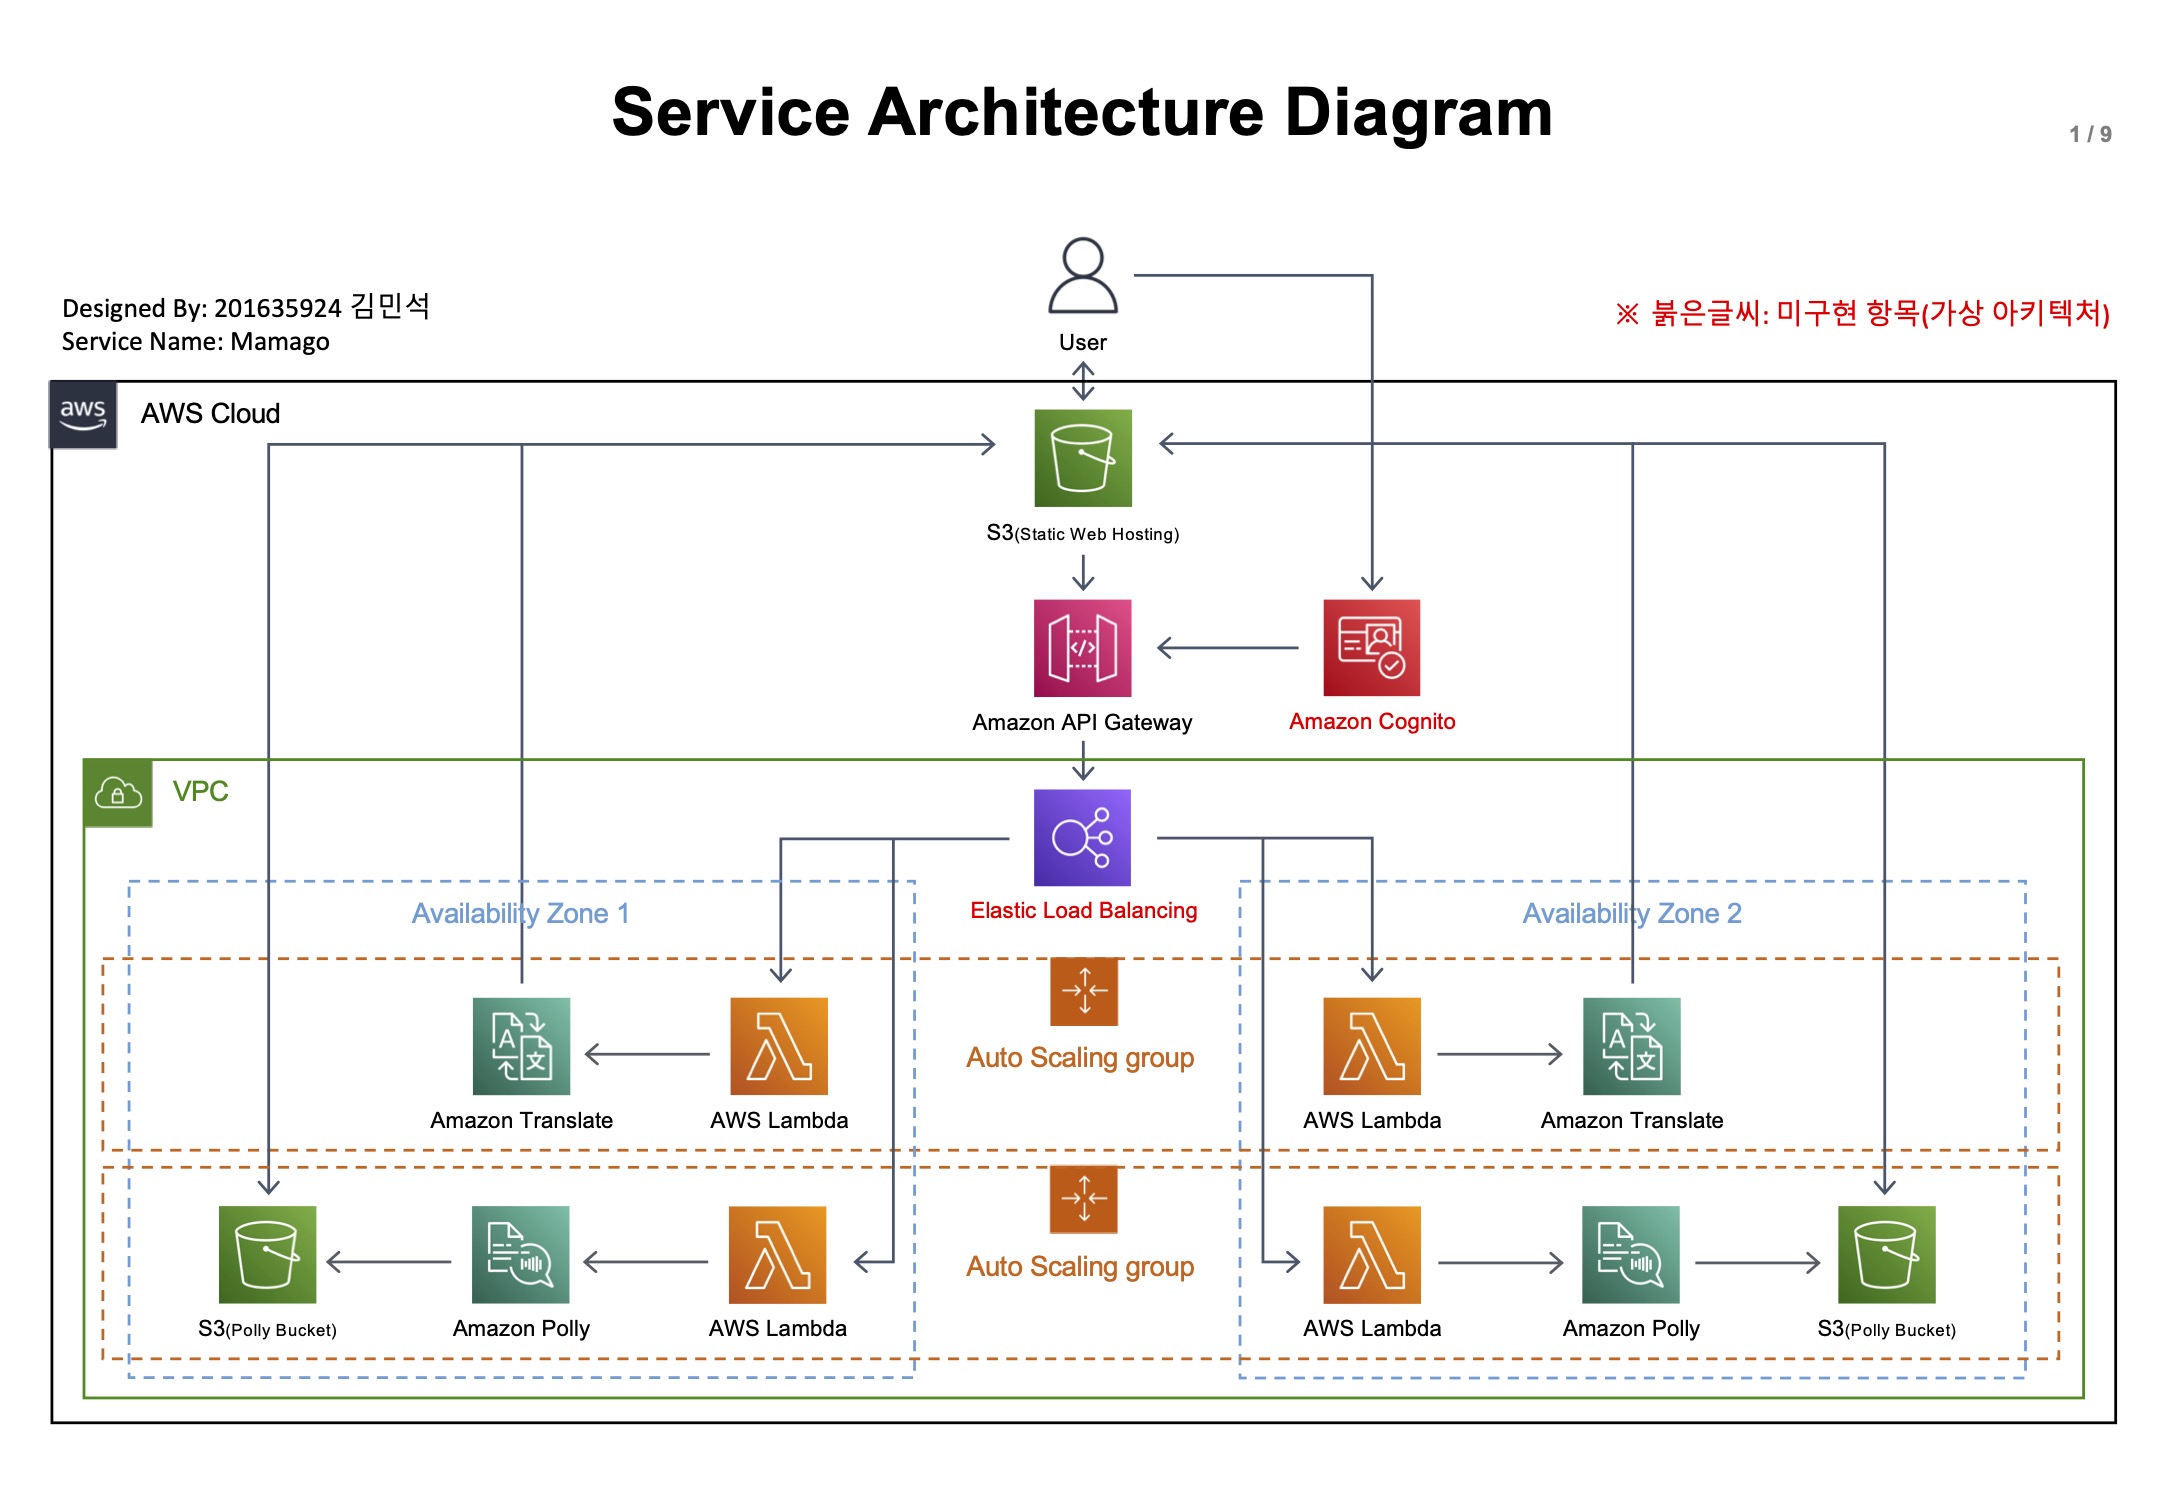 Service Architecture Diagram
1 / 9
User
Designed By: 201635924 김민석
Service Name: Mamago
※ 붉은글씨: 미구현 항목(가상 아키텍처)
aws
AWS Cloud
S3(Static Web Hosting)
Amazon API Gateway
Amazon Cognito
VPC
Elastic Load Balancing
Availability Zone 1
Availability Zone 2
Auto Scaling group
Amazon Translate
AWS Lambda
AWS Lambda
Amazon Translate
Auto Scaling group
S3(Polly Bucket)
Amazon Polly
AWS Lambda
AWS Lambda
Amazon Polly
S3(Polly Bucket)